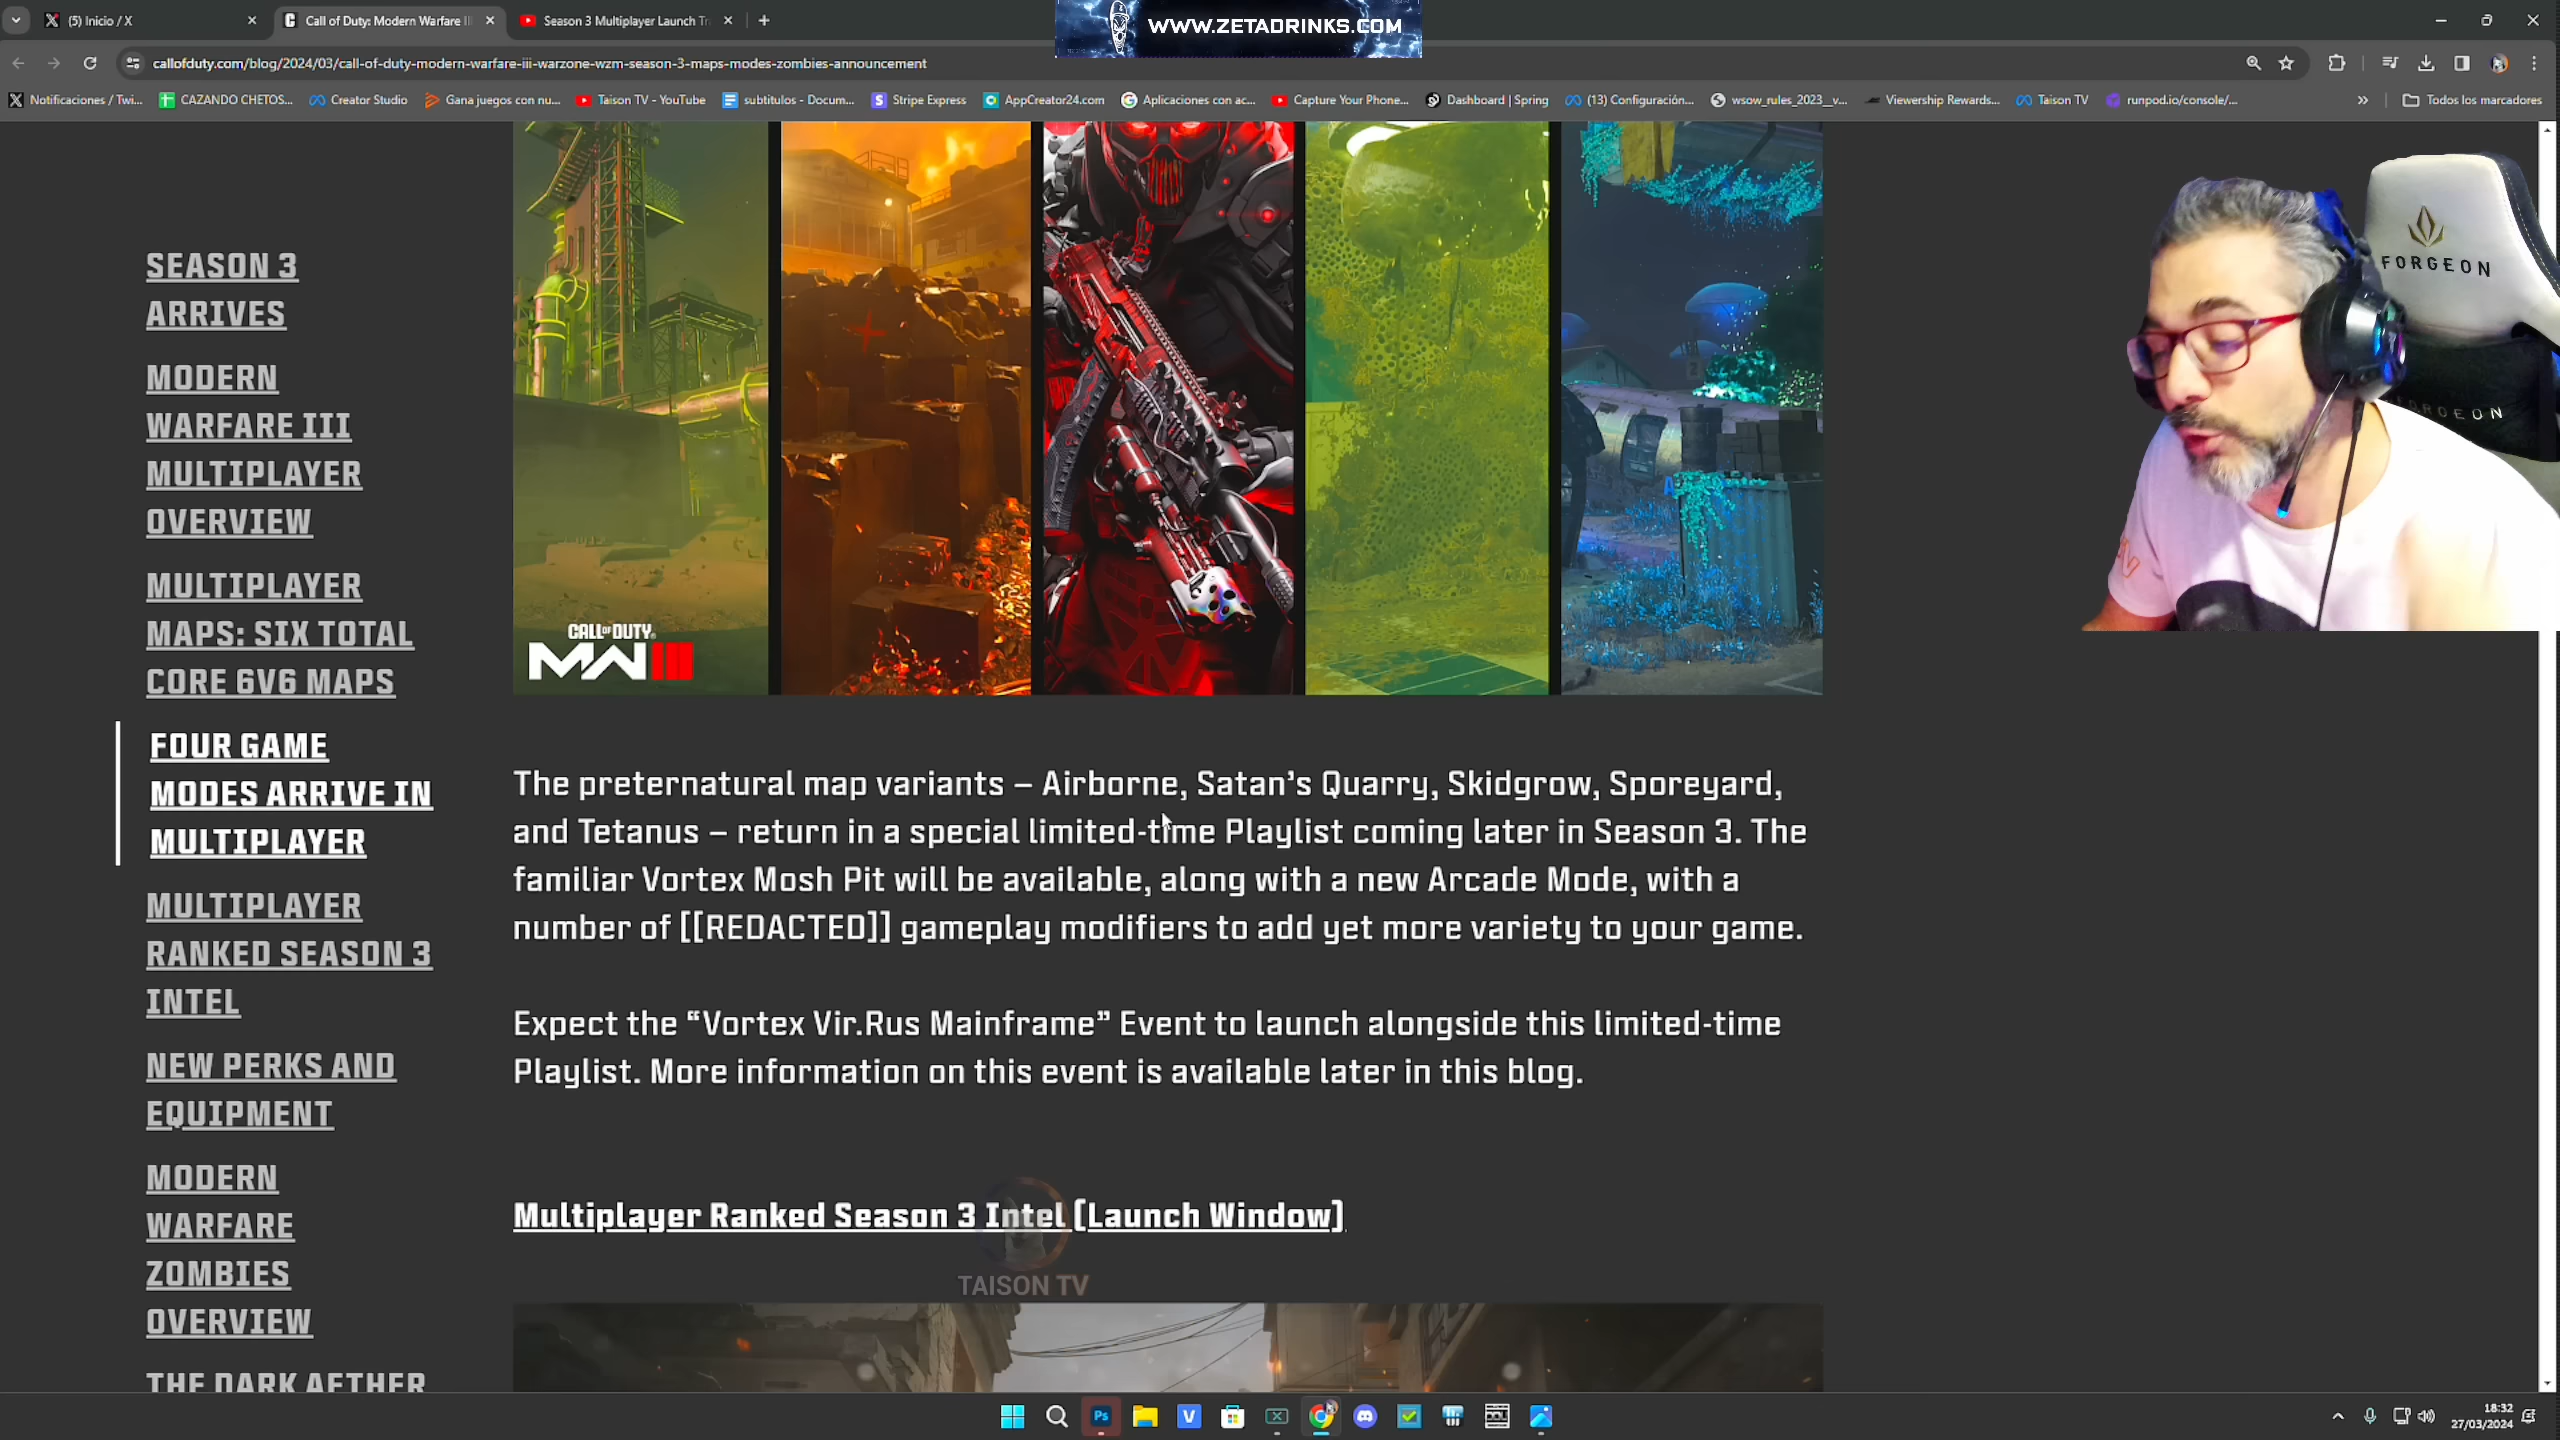 (5) Inicio / X
Call of Duty: Modern Warfare II
Season 3 Multiplayer Launch Tr
WWW.ZETADRINKS.COM
callofduty.com/blog/2024/03/call-of-duty-modern-warfare-iii-warzone-wzm-season-3-maps-modes-zombies-announcement
Notificaciones / Twi...
CAZANDO CHETOS...
Creator Studio
Gana juegos con nu...
Taison TV - YouTube
subtitulos - Docum...
Stripe Express
AppCreator24.com
Aplicaciones con ac...
Capture Your Phone...
Dashboard | Spring
(13) Configuración...
wsow_rules_2023__v...
Viewership Rewards...
Taison TV
runpod.io/console/...
»
Todos los marcadores
SEASON 3
ARRIVES
MODERN
WARFARE III
MULTIPLAYER
OVERVIEW
MULTIPLAYER
MAPS: SIX TOTAL
CORE 6V6 MAPS
FOUR GAME
MODES ARRIVE IN
MULTIPLAYER
MULTIPLAYER
RANKED SEASON 3
INTEL
NEW PERKS AND
EQUIPMENT
MODERN
WARFARE
ZOMBIES
OVERVIEW
THE DARK AETHER
CALL OF DUTY
MWIII
FORGEON
FORGEON
The preternatural map variants – Airborne, Satan's Quarry, Skidgrow, Sporeyard,
and Tetanus – return in a special limited-time Playlist coming later in Season 3. The
familiar Vortex Mosh Pit will be available, along with a new Arcade Mode, with a
number of [[REDACTED]] gameplay modifiers to add yet more variety to your game.
Expect the “Vortex Vir.Rus Mainframe” Event to launch alongside this limited-time
Playlist. More information on this event is available later in this blog.
Multiplayer Ranked Season 3 Intel [Launch Window]
TAISON TV
Ps
V
18:32
27/03/2024